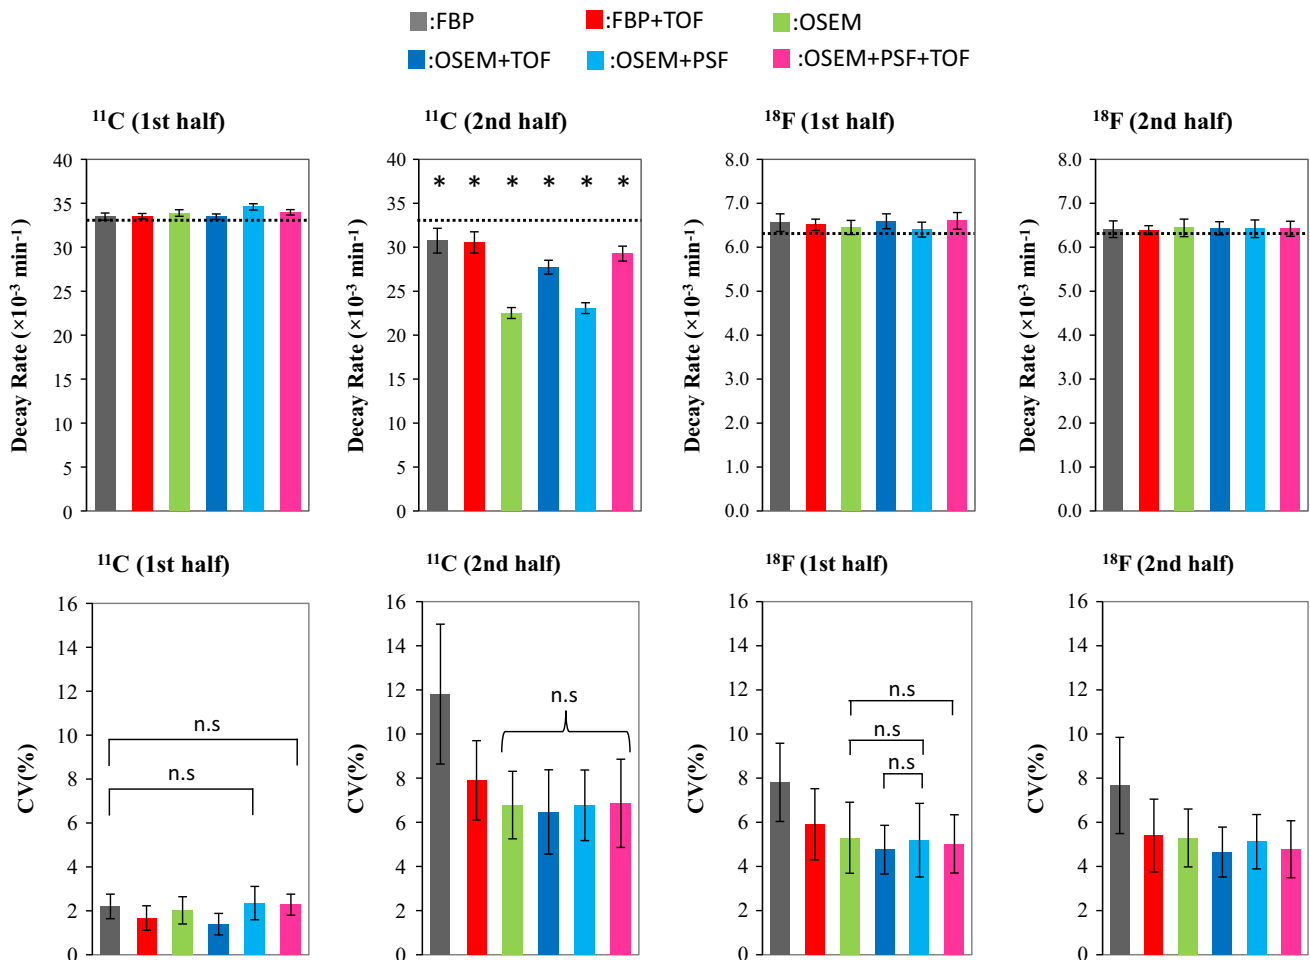 :FBP :FBP+TOF :OSEM
:OSEM+TOF :OSEM+PSF :OSEM+PSF+TOF
¹¹C (1st half)
Decay Rate (×10⁻³ min⁻¹)
40
35
30
25
20
15
10
5
0
¹¹C (2nd half)
Decay Rate (×10⁻³ min⁻¹)
40
35
30
25
20
15
10
5
0
* * * * * *
¹⁸F (1st half)
Decay Rate (×10⁻³ min⁻¹)
8.0
7.0
6.0
5.0
4.0
3.0
2.0
1.0
0.0
¹⁸F (2nd half)
Decay Rate (×10⁻³ min⁻¹)
8.0
7.0
6.0
5.0
4.0
3.0
2.0
1.0
0.0
¹¹C (1st half)
CV(%)
16
14
12
10
8
6
4
2
0
n.s
n.s
¹¹C (2nd half)
CV(%)
16
14
12
10
8
6
4
2
0
n.s
¹⁸F (1st half)
CV(%)
16
14
12
10
8
6
4
2
0
n.s
n.s
n.s
¹⁸F (2nd half)
CV(%)
16
14
12
10
8
6
4
2
0